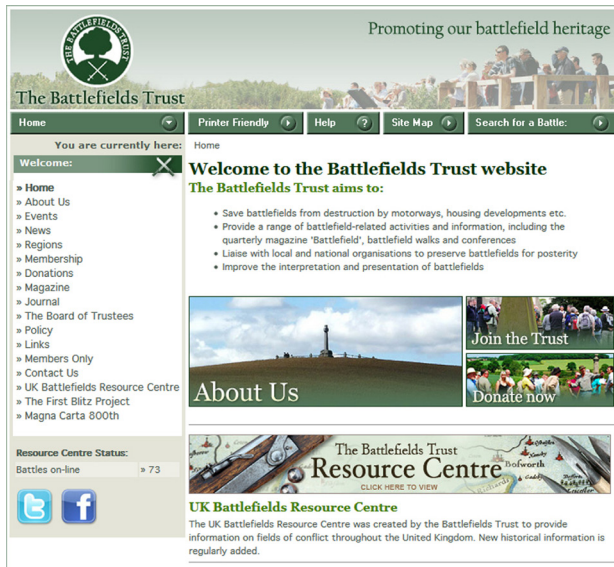 THE BATTLEFIELDS TRUST
Promoting our battlefield heritage
The Battlefields Trust
Home
Printer Friendly
Help
?
Site Map
Search for a Battle:
You are currently here:
Home
Welcome:
» Home
» About Us
» Events
» News
» Regions
» Membership
» Donations
» Magazine
» Journal
» The Board of Trustees
» Policy
» Links
» Members Only
» Contact Us
» UK Battlefields Resource Centre
» The First Blitz Project
» Magna Carta 800th
Resource Centre Status:
Battles on-line » 73
Welcome to the Battlefields Trust website
The Battlefields Trust aims to:
• Save battlefields from destruction by motorways, housing developments etc.
• Provide a range of battlefield-related activities and information, including the
quarterly magazine 'Battlefield', battlefield walks and conferences
• Liaise with local and national organisations to preserve battlefields for posterity
• Improve the interpretation and presentation of battlefields
About Us
Join the Trust
Donate now
The Battlefields Trust
Resource Centre
CLICK HERE TO VIEW
Bosworth
UK Battlefields Resource Centre
The UK Battlefields Resource Centre was created by the Battlefields Trust to provide
information on fields of conflict throughout the United Kingdom. New historical information is
regularly added.